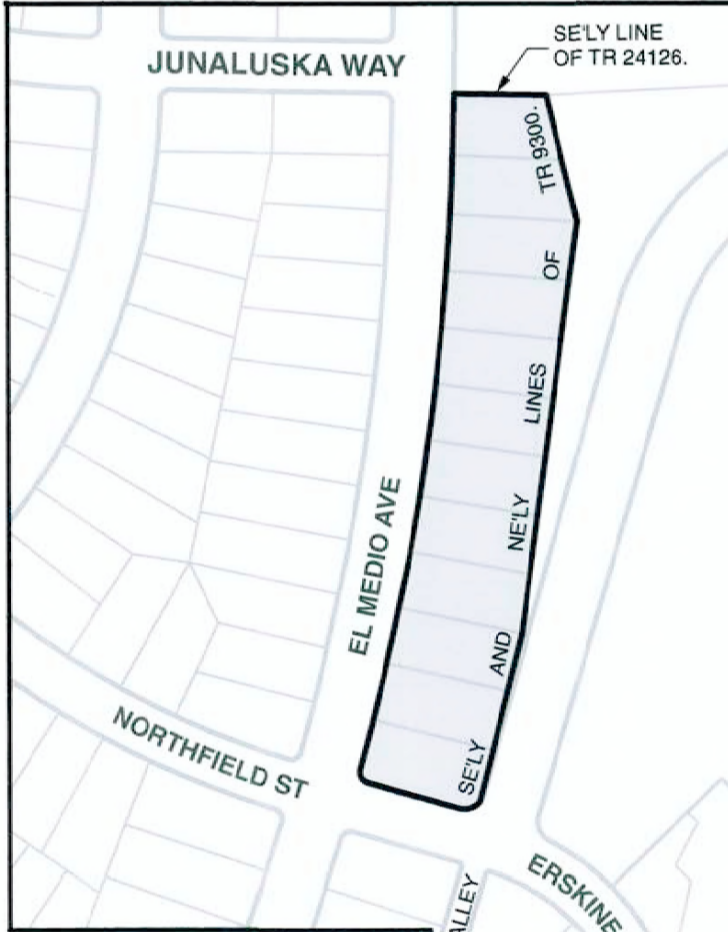 SE'LY LINE
OF TR 24126.
JUNALUSKA WAY
EL MEDIO AVE
SE'LY AND NE'LY LINES OF TR 9300.
NORTHFIELD ST
ALLEY
ERSKINE